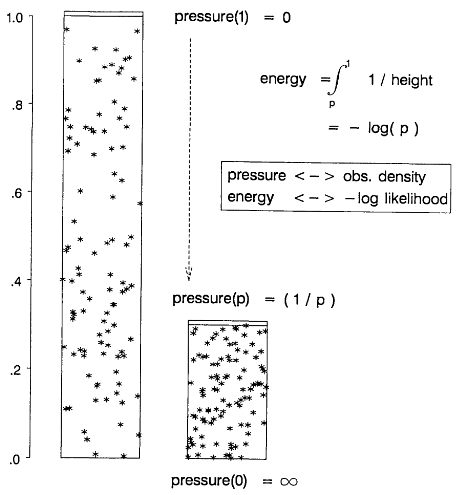 1.0
.8
.6
.4
.2
.0
pressure(1) = 0
energy = ∫ p 1 1 / height
= - log( p )
pressure < - > obs. density
energy < - > -log likelihood
pressure(p) = ( 1 / p )
pressure(0) = ∞